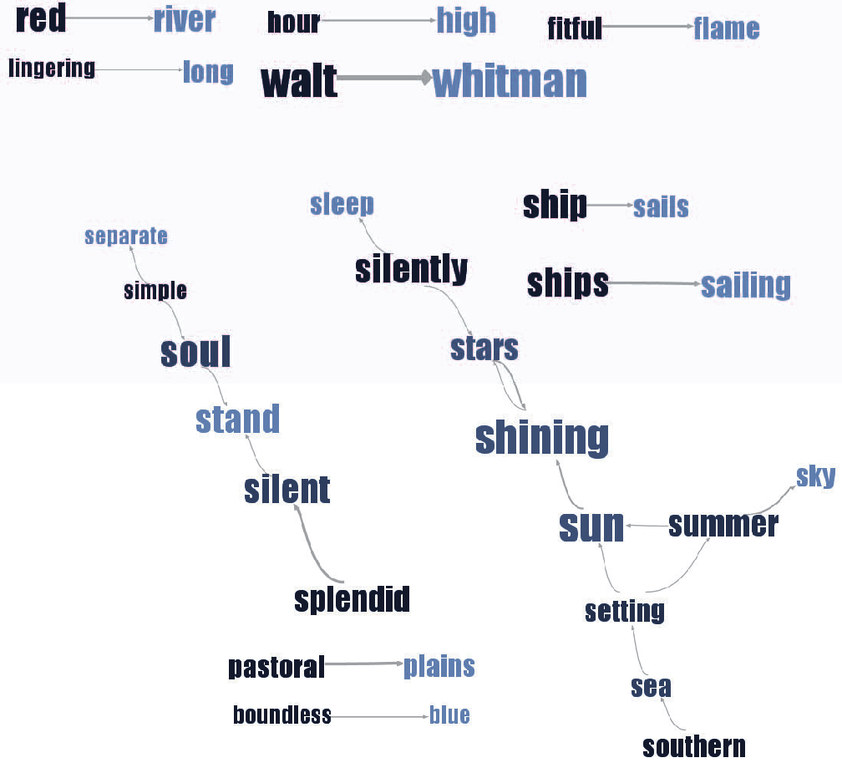 red river
hour high
fitful flame
lingering long
walt whitman
sleep
ship sails
separate
silently
simple
ships sailing
soul
stars
stand
shining
silent
sky
sun summer
splendid
setting
pastoral plains
sea
boundless blue
southern